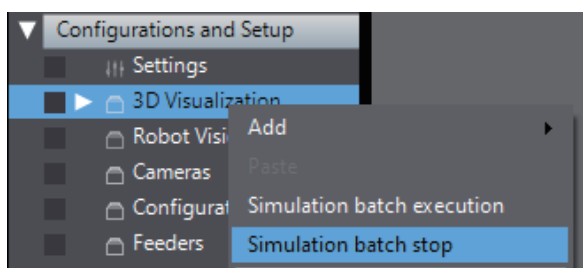 Configurations and Setup
Settings
3D Visualization
Robot Visi
Add
Cameras
Paste
Configurat
Simulation batch execution
Feeders
Simulation batch stop